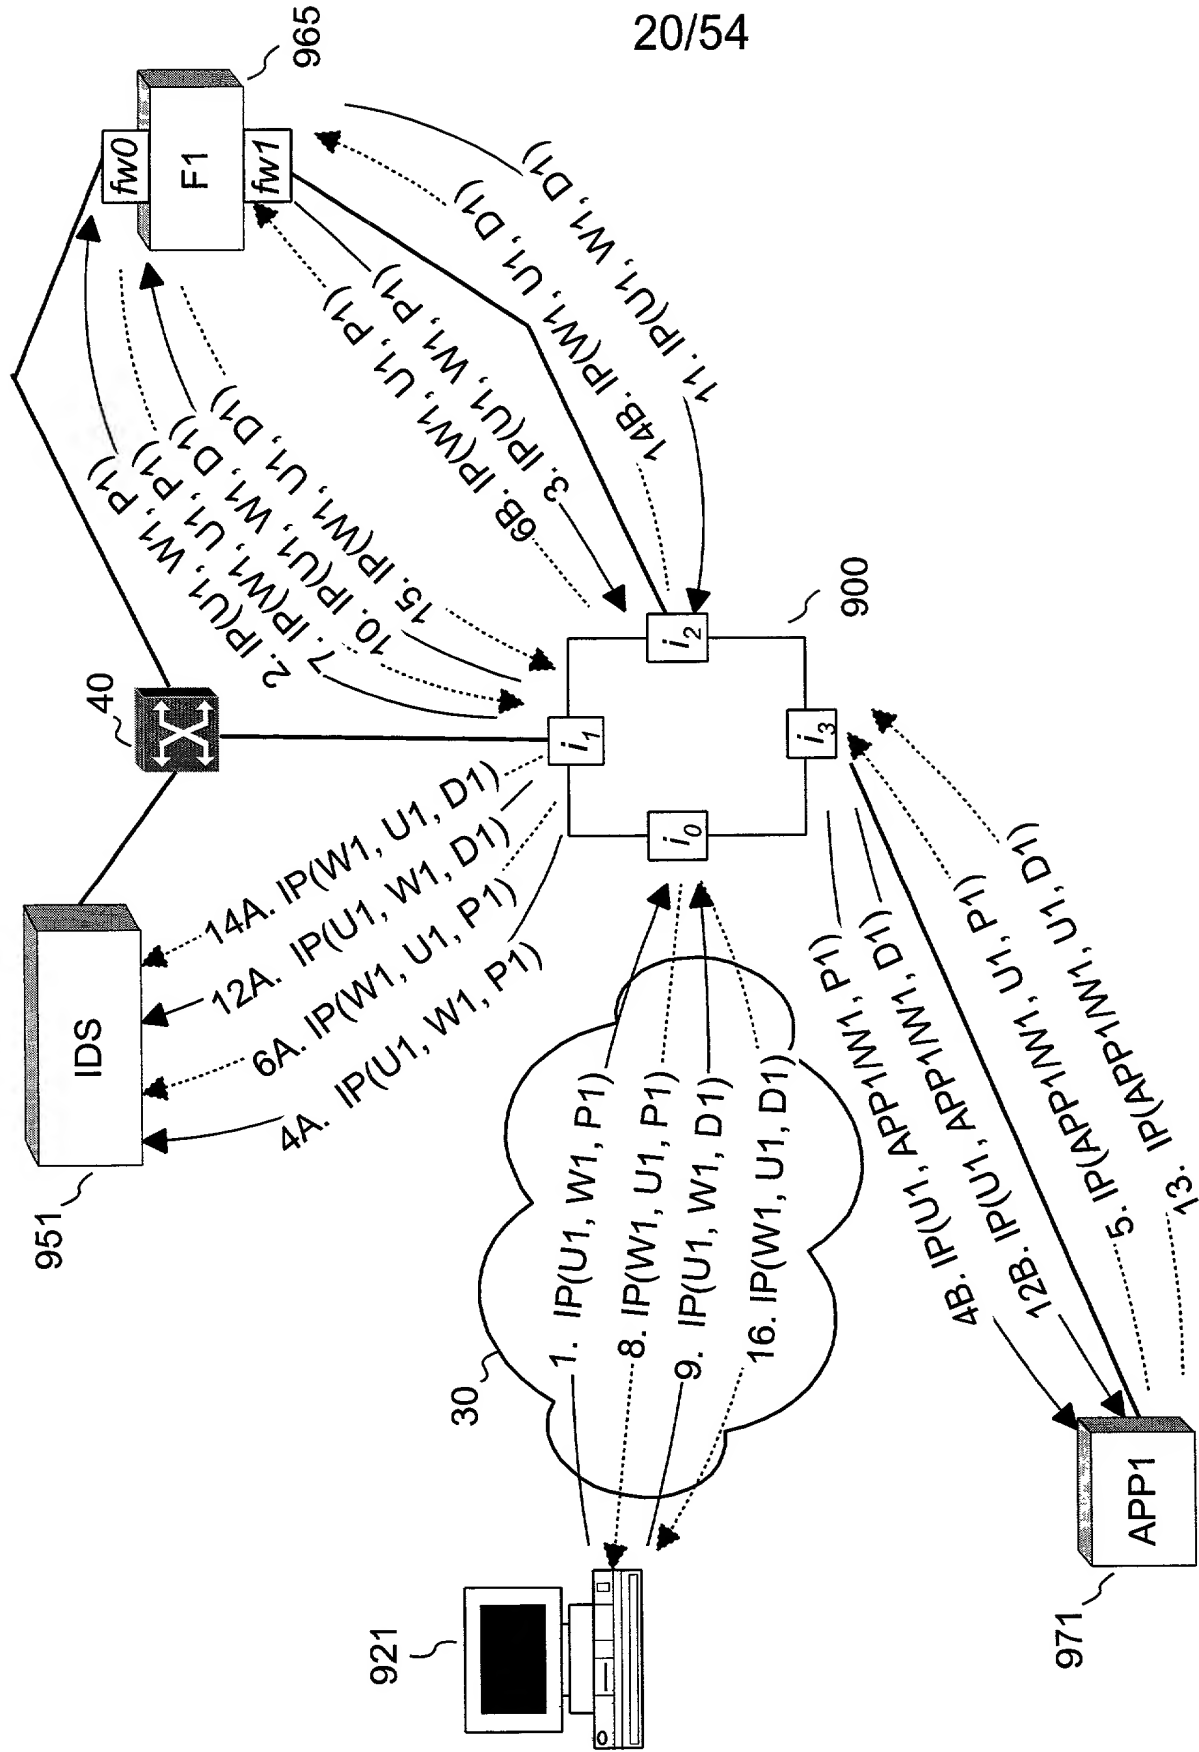 20/54
965
fw0
F1
fw1
40
951
IDS
2. IP(U1, W1, P1)
7. IP(W1, U1, P1)
10. IP(U1, W1, D1)
15. IP(W1, U1, D1)
6B. IP(W1, U1, P1)
3. IP(U1, W1, P1)
14B. IP(W1, U1, D1)
11. IP(U1, W1, D1)
14A. IP(W1, U1, D1)
12A. IP(U1, W1, D1)
6A. IP(W1, U1, P1)
4A. IP(U1, W1, P1)
i1
i2
i0
i3
900
30
1. IP(U1, W1, P1)
8. IP(W1, U1, P1)
9. IP(U1, W1, D1)
16. IP(W1, U1, D1)
921
4B. IP(U1, APP1/W1, P1)
12B. IP(U1, APP1/W1, D1)
5. IP(APP1/W1, U1, P1)
13. IP(APP1/W1, U1, D1)
APP1
971